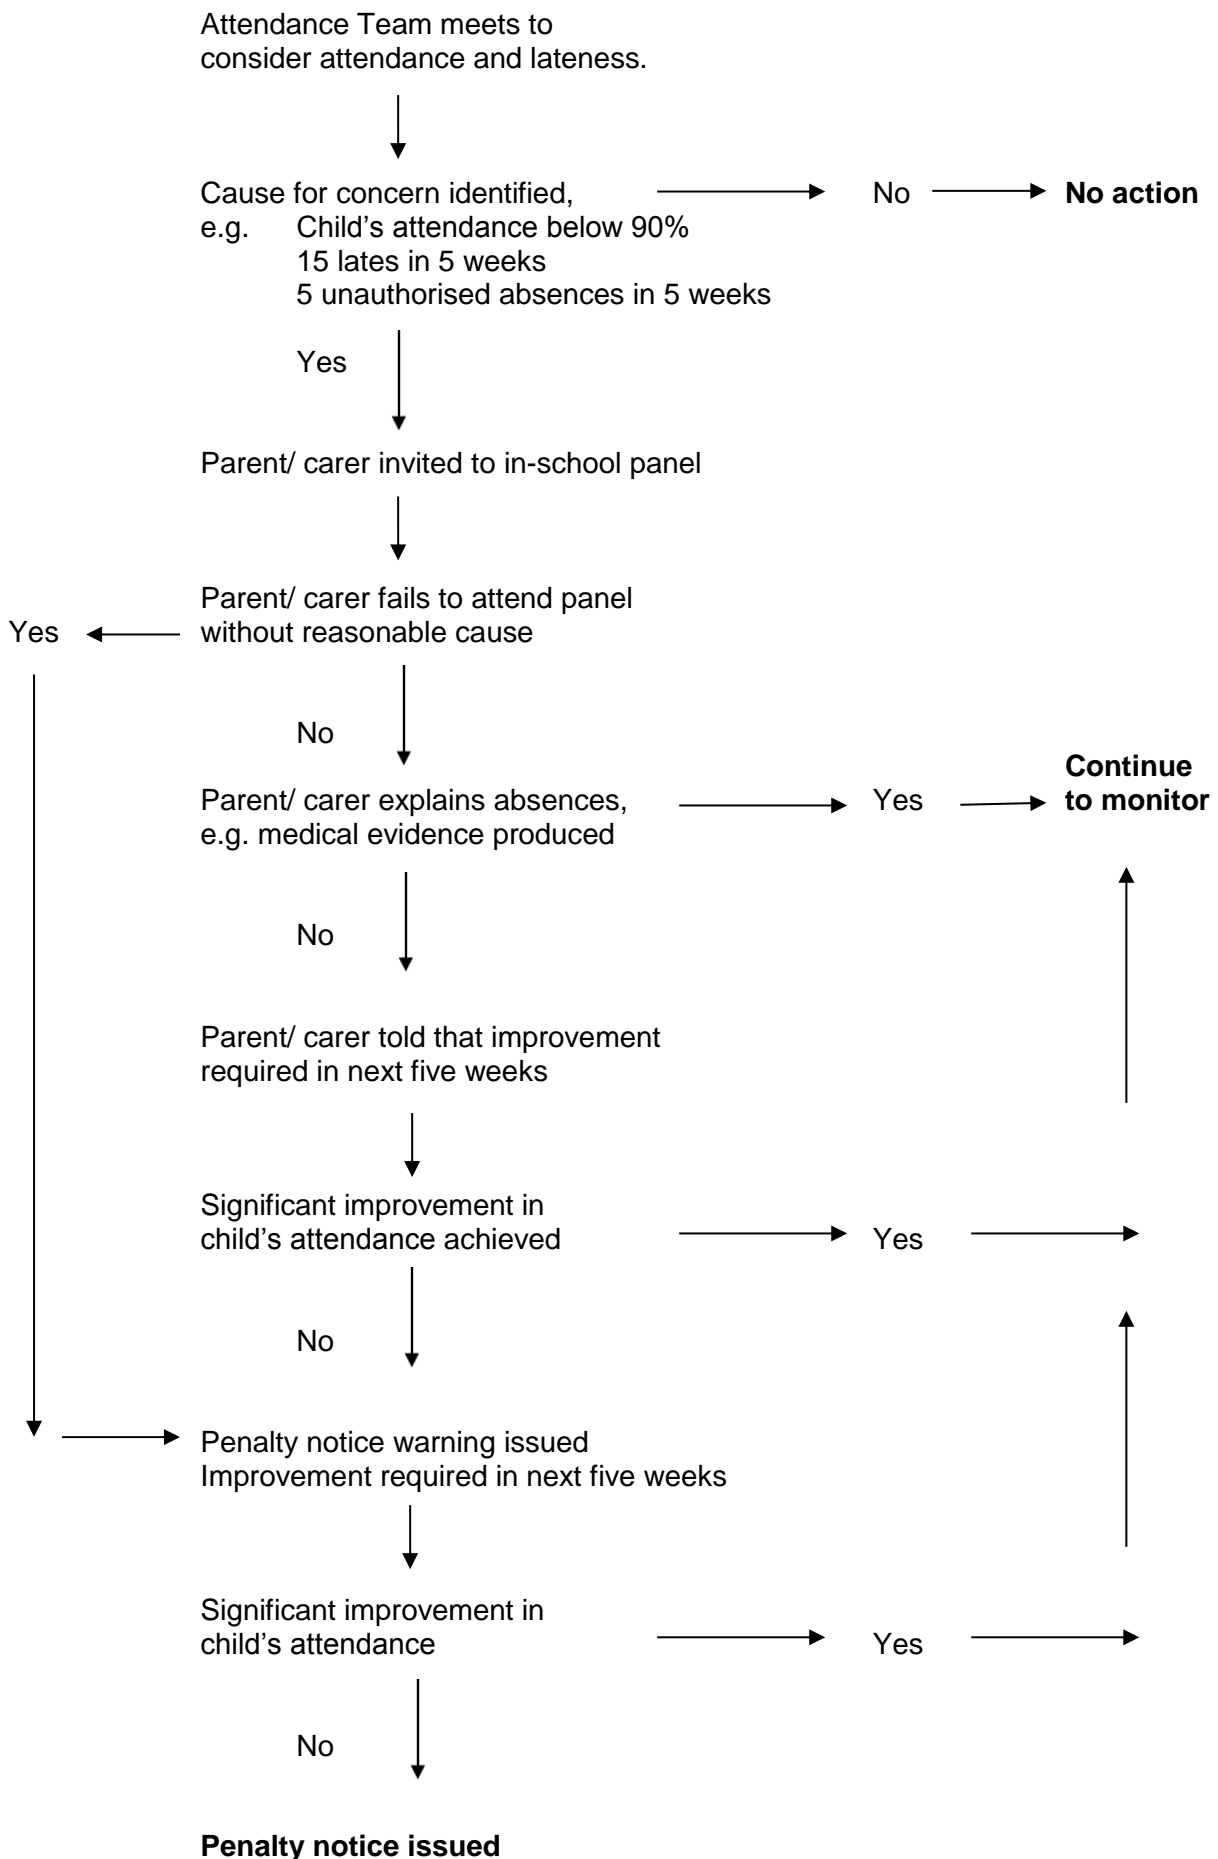 Attendance Team meets to
consider attendance and lateness.
Cause for concern identified, No No action
e.g. Child’s attendance below 90%
15 lates in 5 weeks
5 unauthorised absences in 5 weeks
Yes
Parent/ carer invited to in-school panel
Parent/ carer fails to attend panel
Yes without reasonable cause
No
Continue
Parent/ carer explains absences, Yes to monitor
e.g. medical evidence produced
No
Parent/ carer told that improvement
required in next five weeks
Significant improvement in
child’s attendance achieved Yes
No
Penalty notice warning issued
Improvement required in next five weeks
Significant improvement in
child’s attendance Yes
No
Penalty notice issued